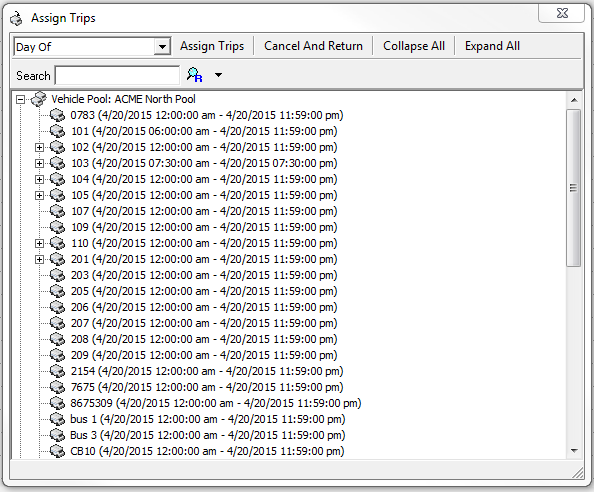 Assign Trips
Day Of Assign Trips Cancel And Return Collapse All Expand All
Search
Vehicle Pool: ACME North Pool
0783 (4/20/2015 12:00:00 am - 4/20/2015 11:59:00 pm)
101 (4/20/2015 06:00:00 am - 4/20/2015 11:59:00 pm)
102 (4/20/2015 12:00:00 am - 4/20/2015 11:59:00 pm)
103 (4/20/2015 07:30:00 am - 4/20/2015 07:30:00 pm)
104 (4/20/2015 12:00:00 am - 4/20/2015 11:59:00 pm)
105 (4/20/2015 12:00:00 am - 4/20/2015 11:59:00 pm)
107 (4/20/2015 12:00:00 am - 4/20/2015 11:59:00 pm)
109 (4/20/2015 12:00:00 am - 4/20/2015 11:59:00 pm)
110 (4/20/2015 12:00:00 am - 4/20/2015 11:59:00 pm)
201 (4/20/2015 12:00:00 am - 4/20/2015 11:59:00 pm)
203 (4/20/2015 12:00:00 am - 4/20/2015 11:59:00 pm)
205 (4/20/2015 12:00:00 am - 4/20/2015 11:59:00 pm)
206 (4/20/2015 12:00:00 am - 4/20/2015 11:59:00 pm)
207 (4/20/2015 12:00:00 am - 4/20/2015 11:59:00 pm)
208 (4/20/2015 12:00:00 am - 4/20/2015 11:59:00 pm)
209 (4/20/2015 12:00:00 am - 4/20/2015 11:59:00 pm)
2154 (4/20/2015 12:00:00 am - 4/20/2015 11:59:00 pm)
7675 (4/20/2015 12:00:00 am - 4/20/2015 11:59:00 pm)
8675309 (4/20/2015 12:00:00 am - 4/20/2015 11:59:00 pm)
bus 1 (4/20/2015 12:00:00 am - 4/20/2015 11:59:00 pm)
Bus 3 (4/20/2015 12:00:00 am - 4/20/2015 11:59:00 pm)
CB10 (4/20/2015 12:00:00 am - 4/20/2015 11:59:00 pm)